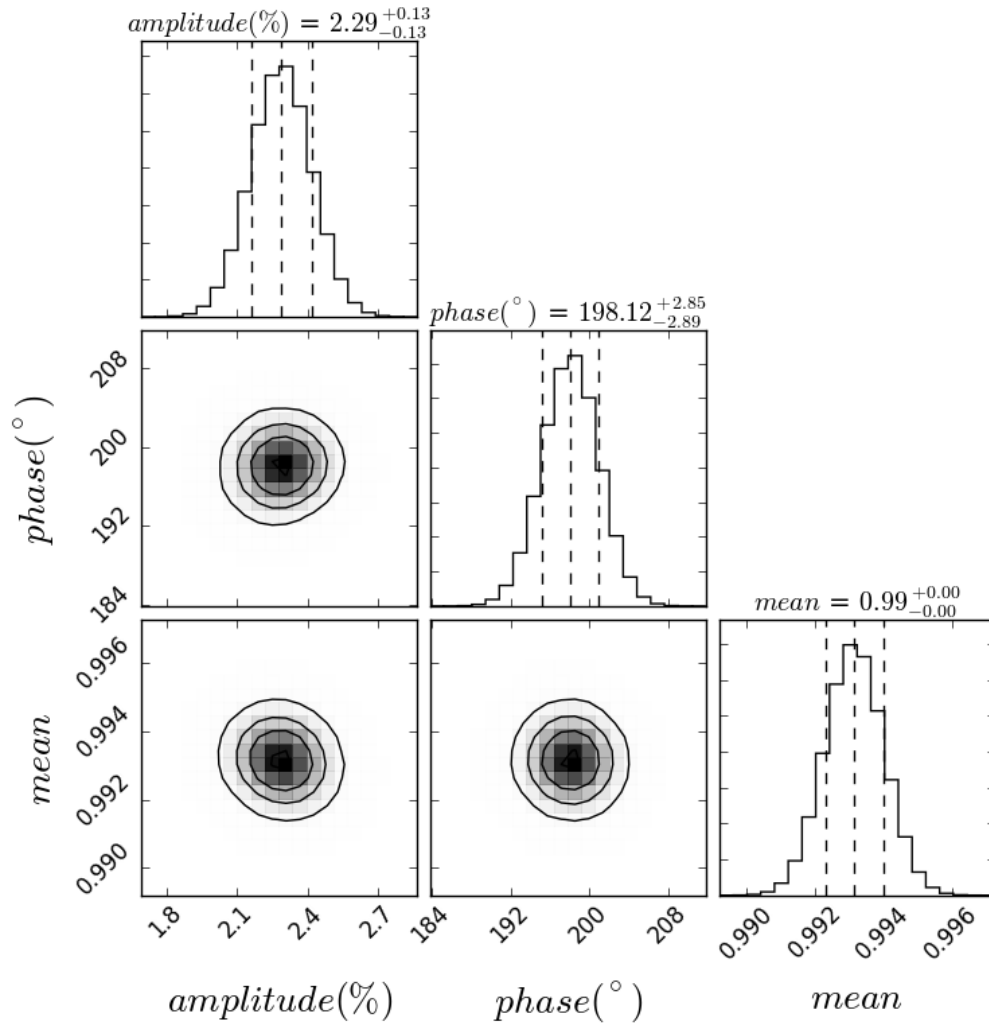 amplitude(%) = 2.29 +0.13 -0.13
phase(°) = 198.12 +2.85 -2.89
208
200
192
184
phase(°)
mean = 0.99 +0.00 -0.00
0.996
0.994
0.992
0.990
mean
1.8 2.1 2.4 2.7
184 192 200 208
0.990 0.992 0.994 0.996
amplitude(%) phase(°) mean